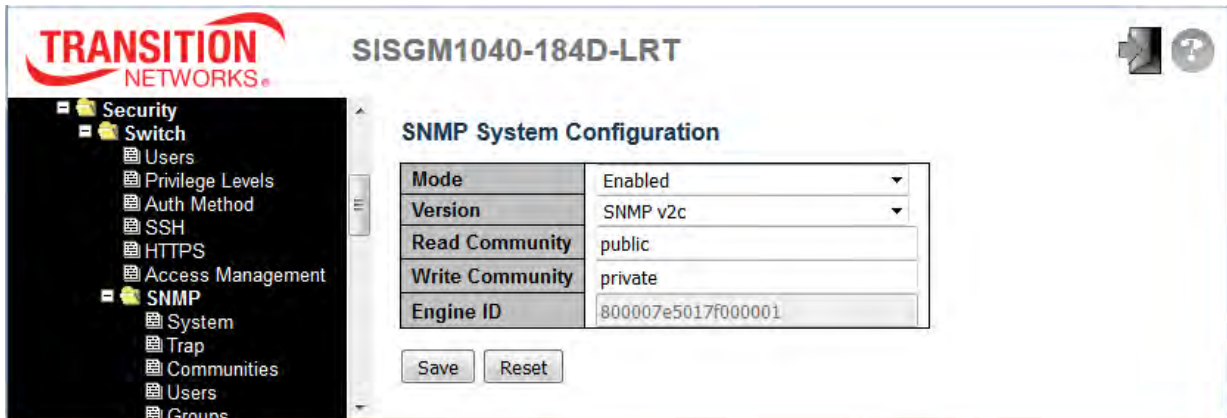 TRANSITION
NETWORKS®
SISGM1040-184D-LRT
?
Security
Switch
Users
Privilege Levels
Auth Method
SSH
HTTPS
Access Management
SNMP
System
Trap
Communities
Users
Groups
SNMP System Configuration
Mode Enabled
Version SNMP v2c
Read Community public
Write Community private
Engine ID 800007e5017f000001
Save Reset